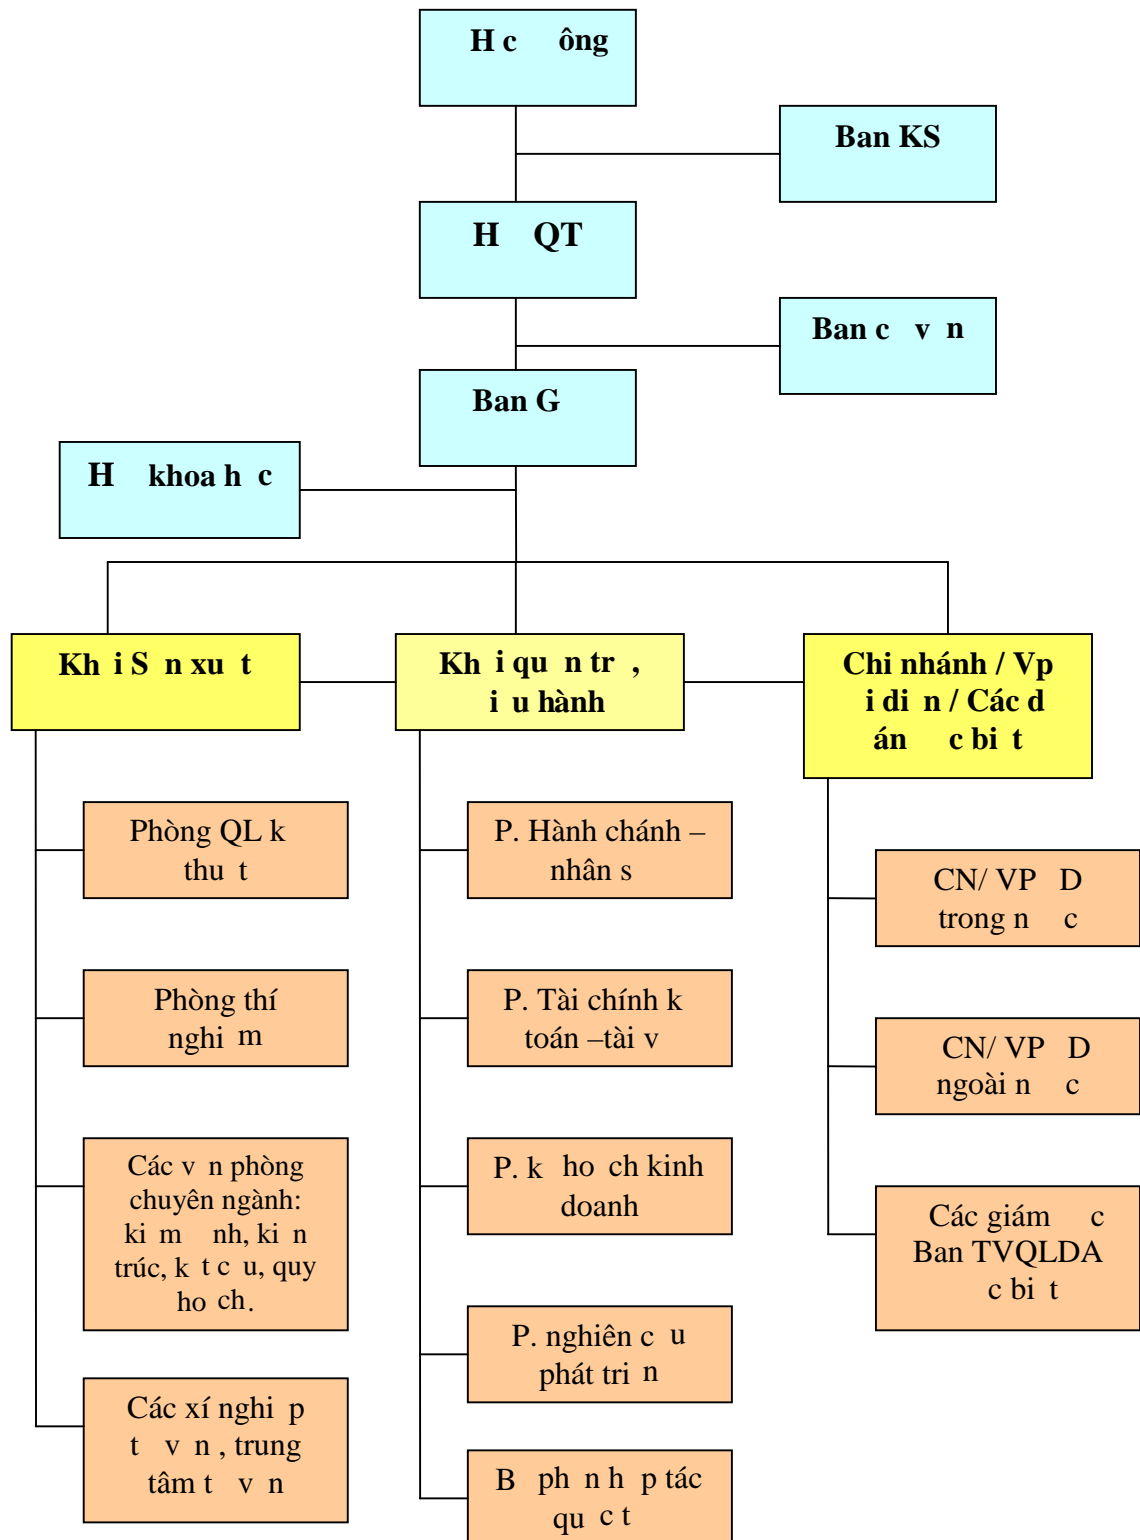 H c ông
Ban KS
H QT
Ban c v n
Ban G
H khoa h c
Kh i S n xu t
Kh i qu n tr ,
i u hành
Chi nhánh / Vp
i di n / Các d
án c bi t
Phòng QL k
thu t
Phòng thí
nghi m
Các v n phòng
chuyên ngành:
ki m nh, ki n
trúc, k t c u, quy
ho ch.
Các xí nghi p
t v n , trung
tâm t v n
P. Hành chánh –
nhân s
P. Tài chính k
toán –tài v
P. k ho ch kinh
doanh
P. nghiên c u
phát tri n
B ph n h p tác
qu c t
CN/ VP D
trong n c
CN/ VP D
ngoài n c
Các giám c
Ban TVQLDA
c bi t